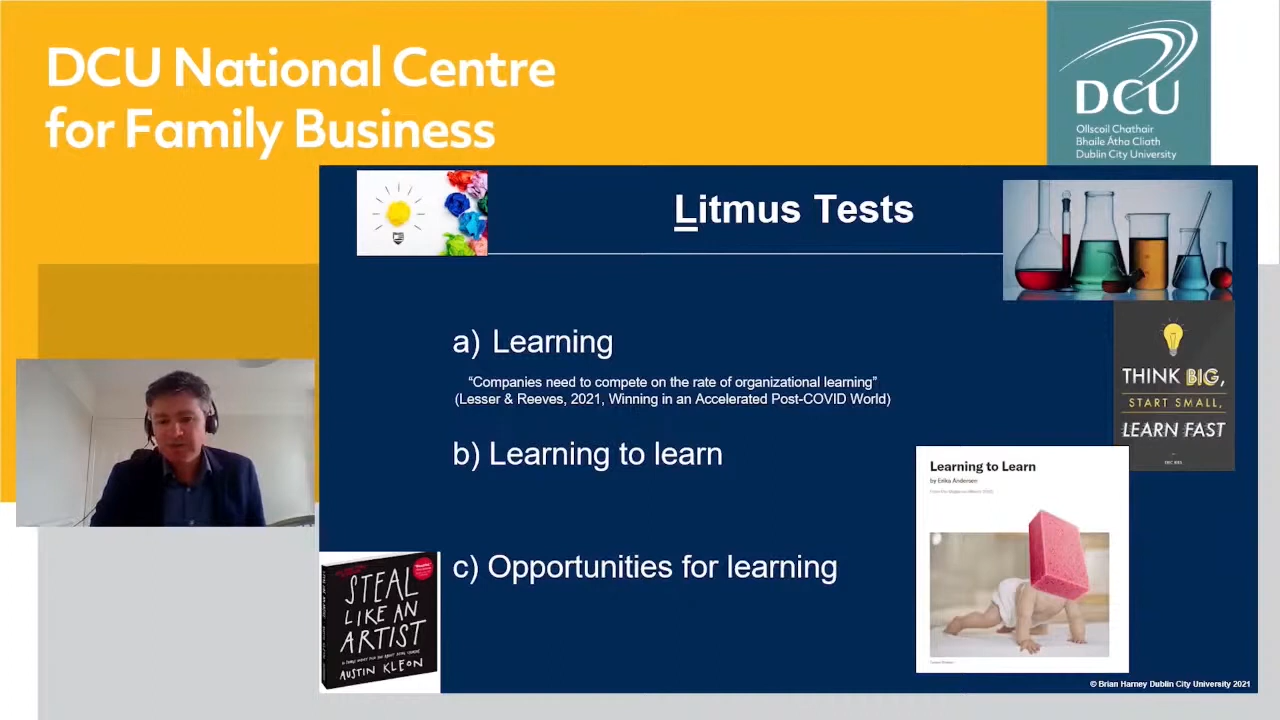 DCU National Centre
for Family Business
DCU
Ollscoil Chathair
Bhaile Átha Cliath
Dublin City University
Litmus Tests
a) Learning
“Companies need to compete on the rate of organizational learning”
(Lesser & Reeves, 2021, Winning in an Accelerated Post-COVID World)
b) Learning to learn
c) Opportunities for learning
THINK BIG,
START SMALL,
LEARN FAST
Learning to Learn
by Erika Andersen
STEAL
LIKE AN
ARTIST
AUSTIN KLEON
© Brian Harney Dublin City University 2021